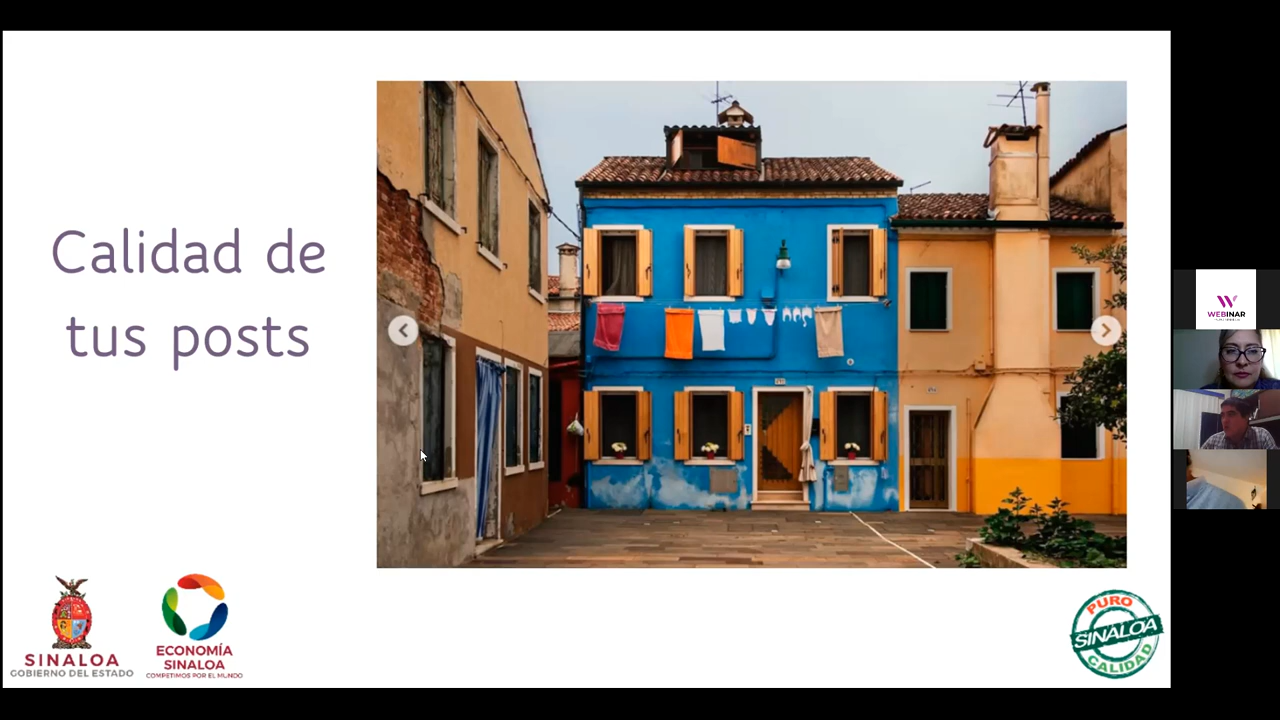 Calidad de
tus posts
SINALOA
GOBIERNO DEL ESTADO
ECONOMÍA
SINALOA
COMPETIMOS POR EL MUNDO
PURO
SINALOA
CALIDAD
WEBINAR